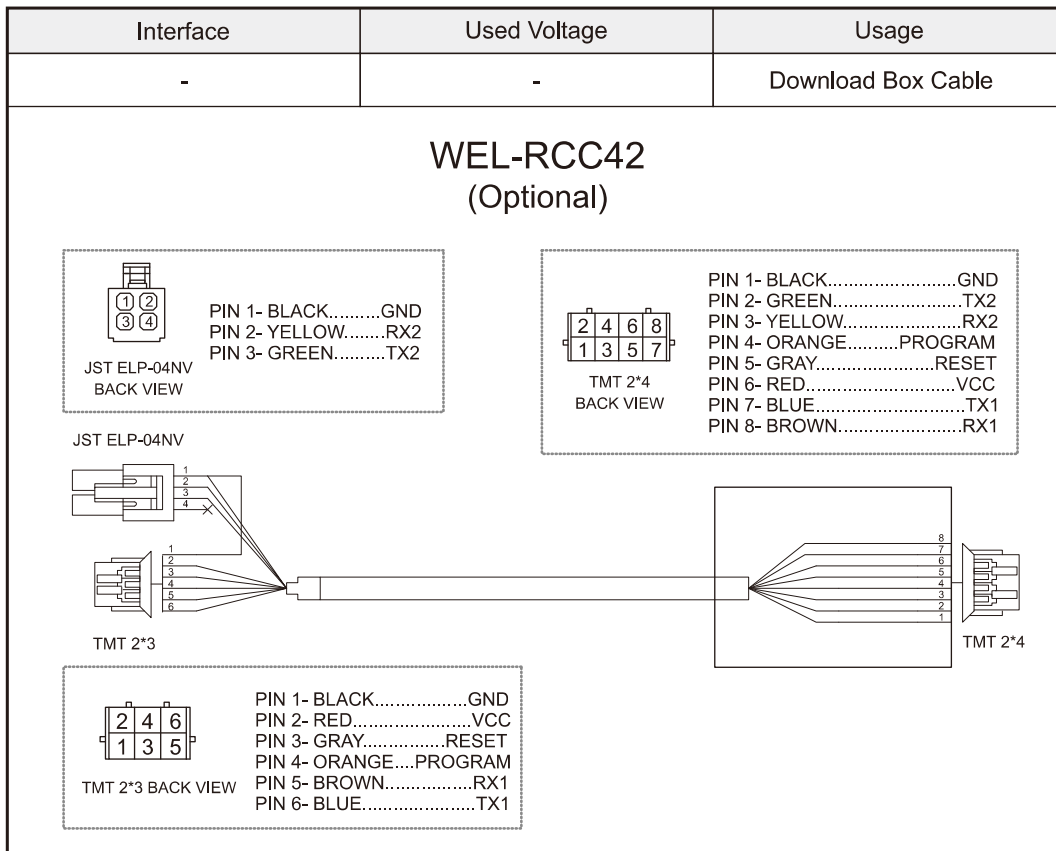 Interface Used Voltage Usage
- - Download Box Cable
WEL-RCC42
(Optional)
1 2
3 4
JST ELP-04NV
BACK VIEW
PIN 1- BLACK..........GND
PIN 2- YELLOW........RX2
PIN 3- GREEN..........TX2
2 4 6 8
1 3 5 7
TMT 2*4
BACK VIEW
PIN 1- BLACK.........................GND
PIN 2- GREEN.........................TX2
PIN 3- YELLOW.......................RX2
PIN 4- ORANGE..........PROGRAM
PIN 5- GRAY.......................RESET
PIN 6- RED..............................VCC
PIN 7- BLUE.............................TX1
PIN 8- BROWN........................RX1
JST ELP-04NV
1
2
3
4
1
2
3
4
5
6
TMT 2*3
8
7
6
5
4
3
2
1
TMT 2*4
2 4 6
1 3 5
TMT 2*3 BACK VIEW
PIN 1- BLACK.................GND
PIN 2- RED......................VCC
PIN 3- GRAY...............RESET
PIN 4- ORANGE....PROGRAM
PIN 5- BROWN................RX1
PIN 6- BLUE.....................TX1